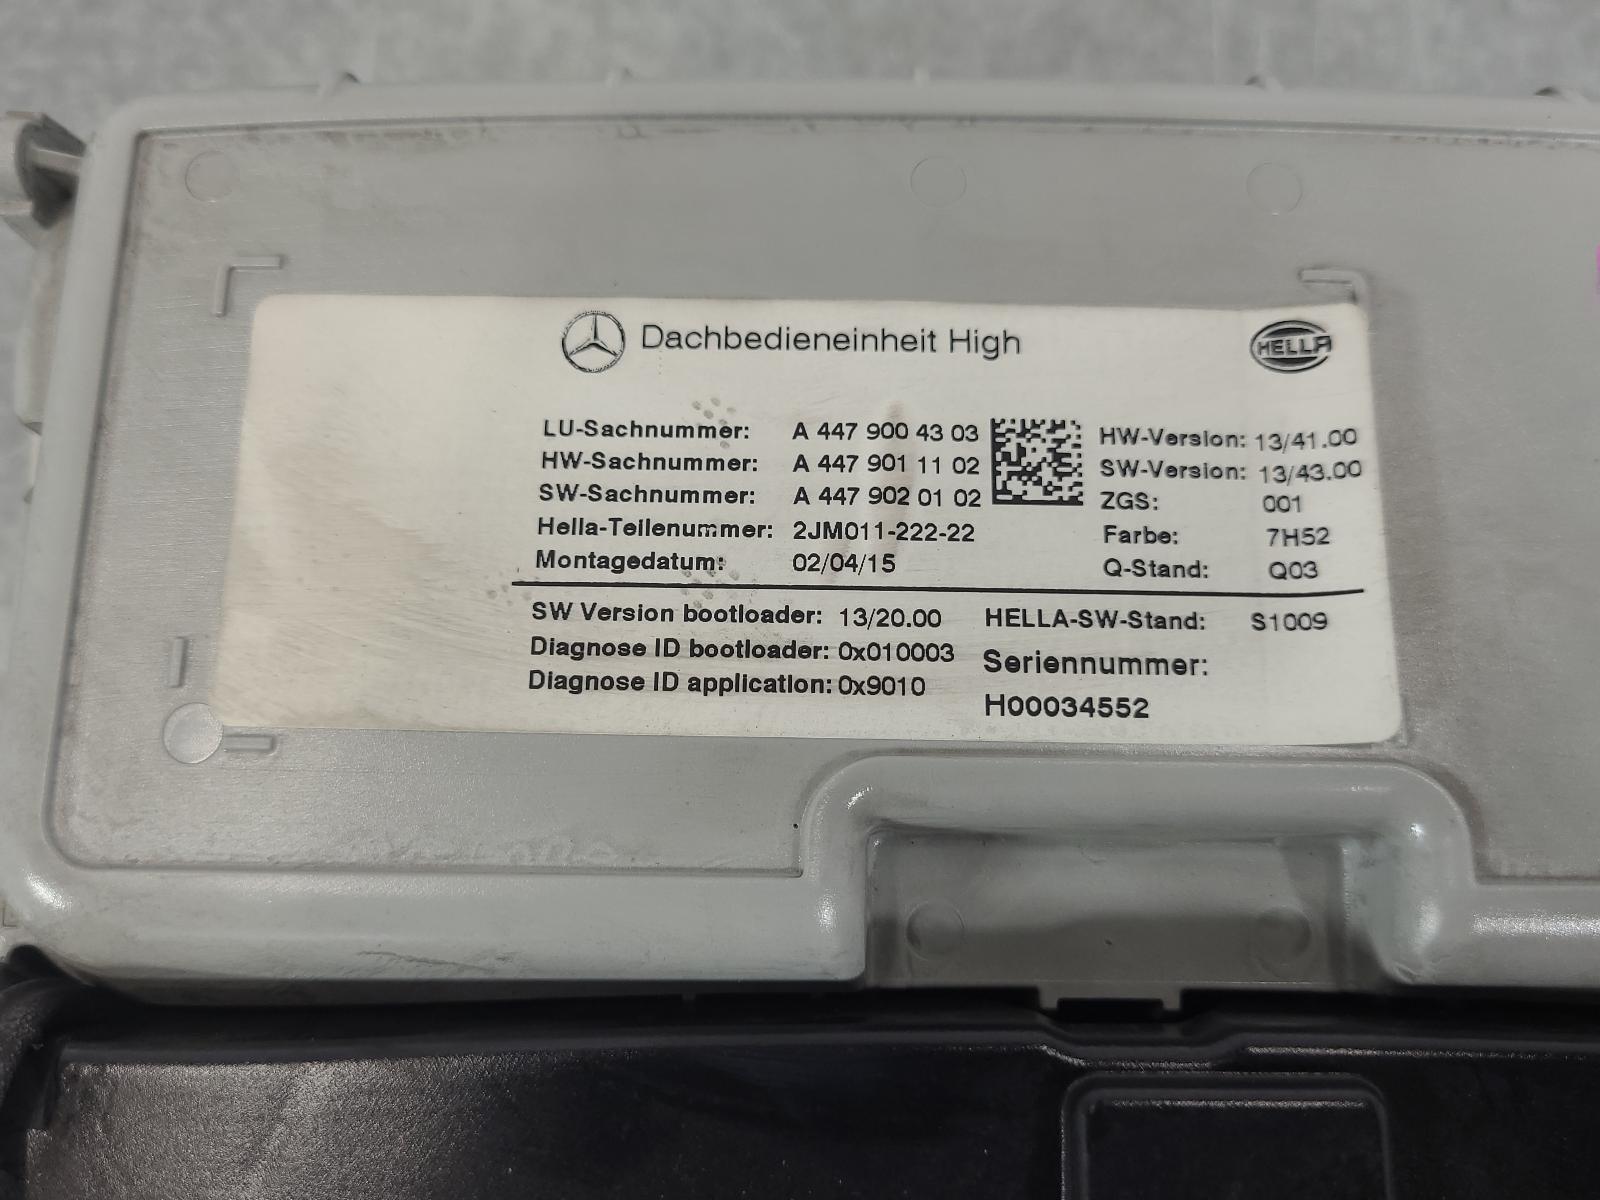 Dachbedieneinheit High
HELLA
LU-Sachnummer: A 447 900 43 03
HW-Sachnummer: A 447 901 11 02
SW-Sachnummer: A 447 902 01 02
Hella-Teilenummer: 2JM011-222-22
Montagedatum: 02/04/15
HW-Version: 13/41.00
SW-Version: 13/43.00
ZGS: 001
Farbe: 7H52
Q-Stand: Q03
SW Version bootloader: 13/20.00
Diagnose ID bootloader: 0x010003
Diagnose ID application: 0x9010
HELLA-SW-Stand: S1009
Seriennummer:
H00034552